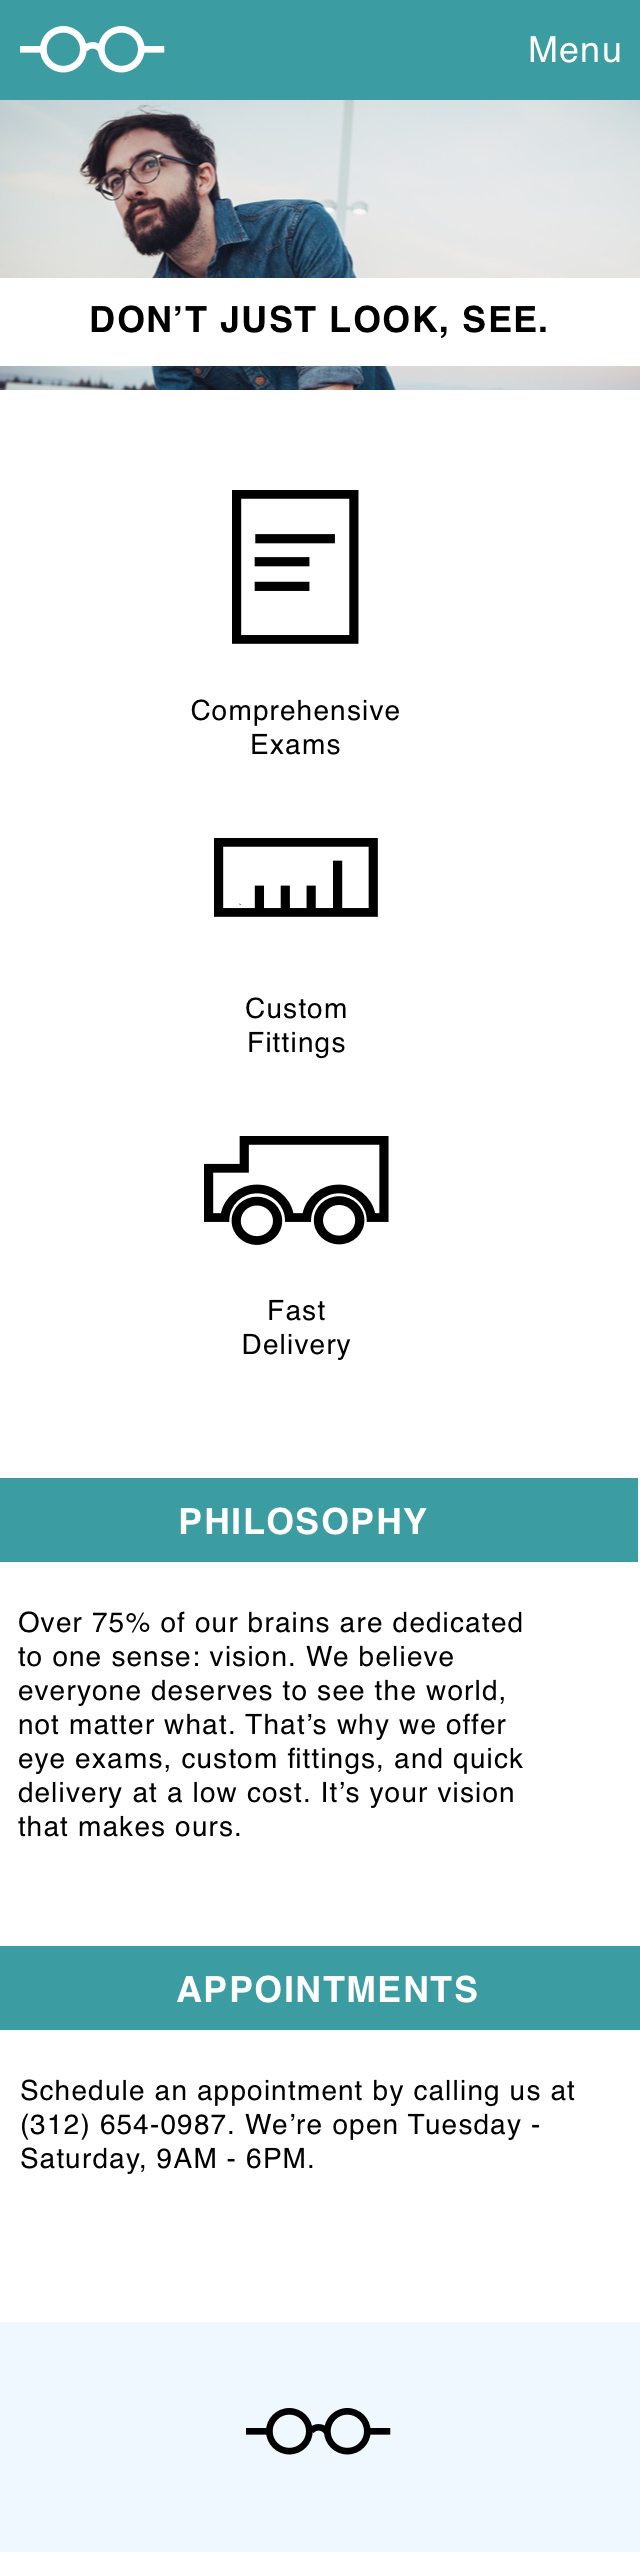 Menu
DON’T JUST LOOK, SEE.
Comprehensive
Exams
Custom
Fittings
Fast
Delivery
PHILOSOPHY
Over 75% of our brains are dedicated
to one sense: vision. We believe
everyone deserves to see the world,
not matter what. That’s why we offer
eye exams, custom fittings, and quick
delivery at a low cost. It’s your vision
that makes ours.
APPOINTMENTS
Schedule an appointment by calling us at
(312) 654-0987. We’re open Tuesday -
Saturday, 9AM - 6PM.